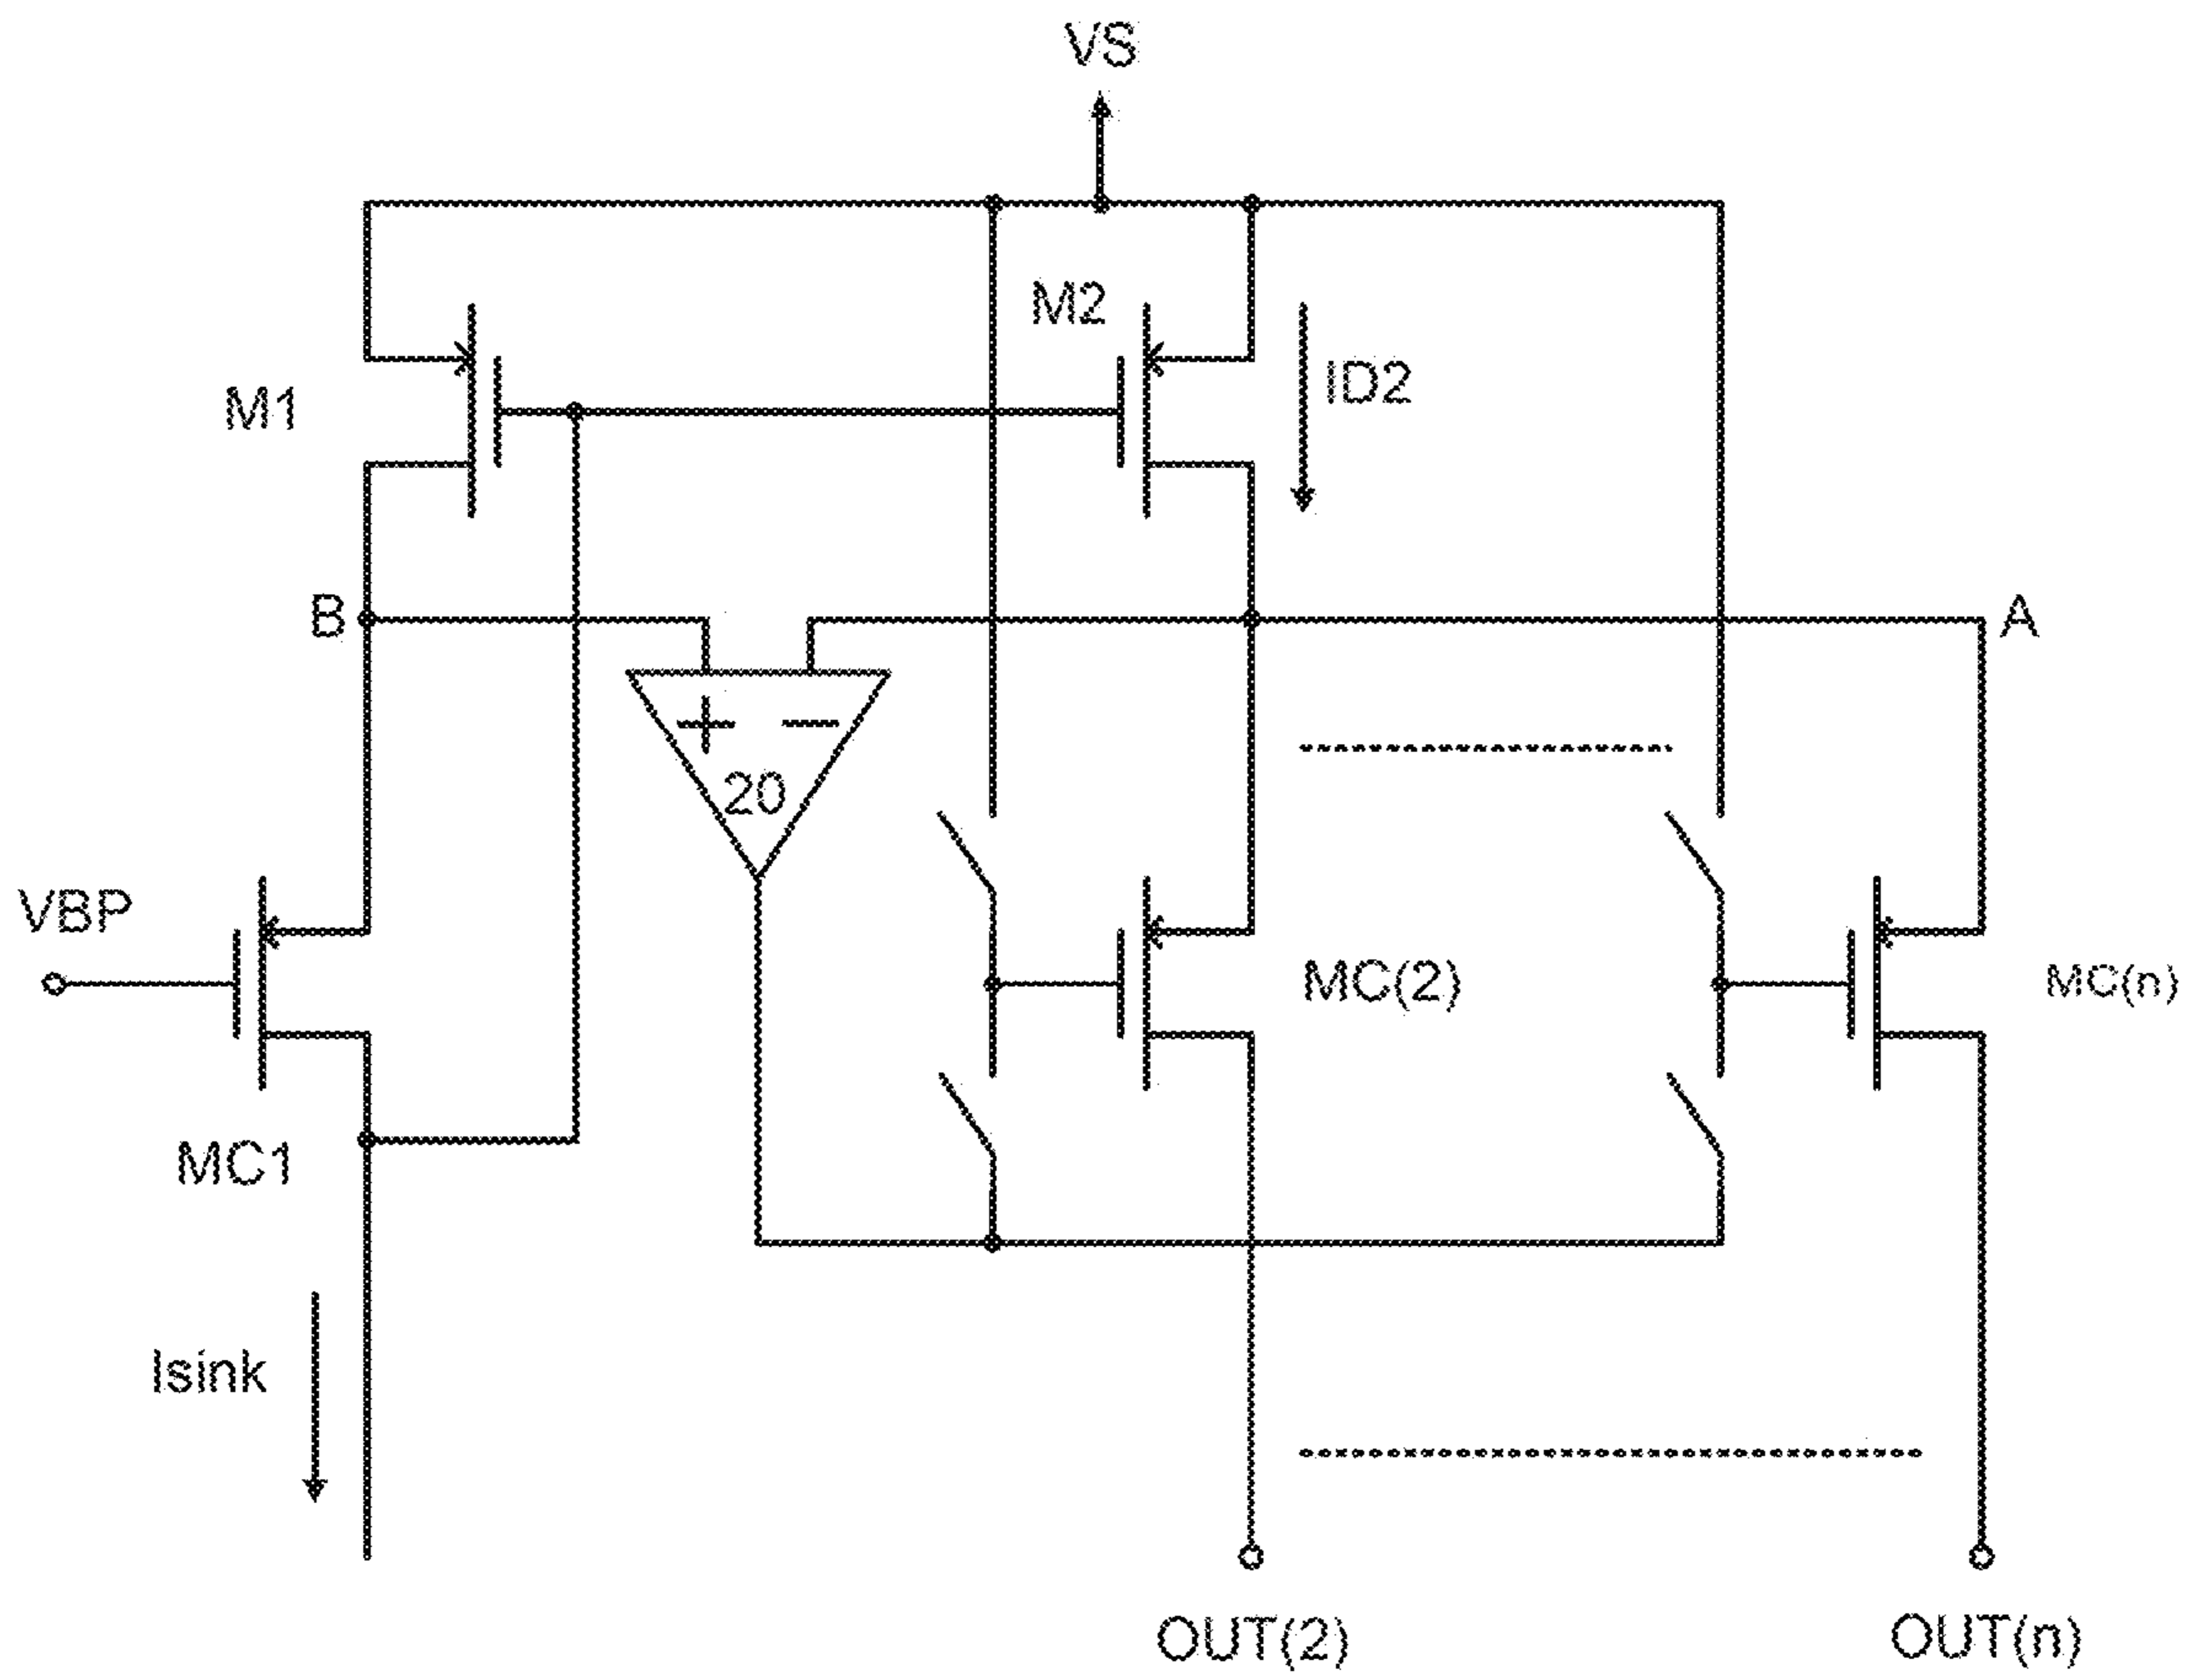 VS
M2
ID2
M1
B
A
+ −
20
VBP
MC(2)
MC(n)
MC1
Isink
OUT(2)
OUT(n)